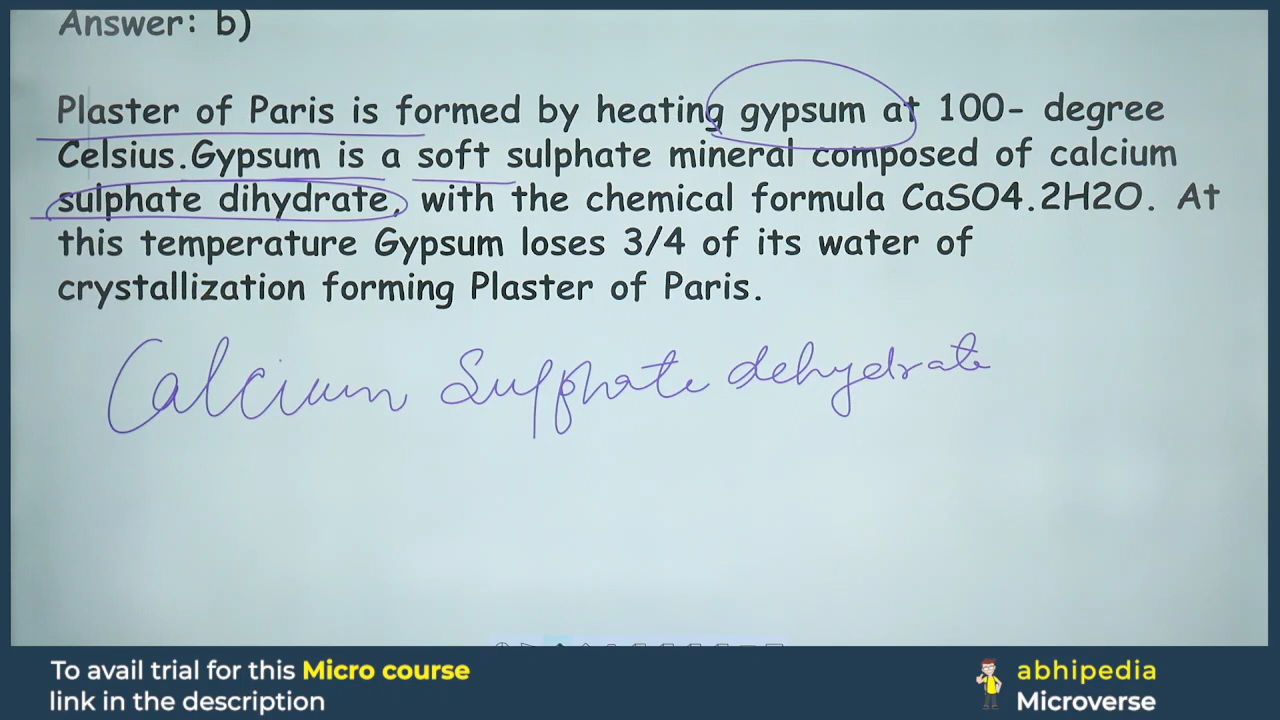 Answer: b)
Plaster of Paris is formed by heating gypsum at 100- degree
Celsius.Gypsum is a soft sulphate mineral composed of calcium
sulphate dihydrate, with the chemical formula CaSO4.2H2O. At
this temperature Gypsum loses 3/4 of its water of
crystallization forming Plaster of Paris.
Calcium Sulphate dehydrate
To avail trial for this Micro course
link in the description
abhipedia
Microverse